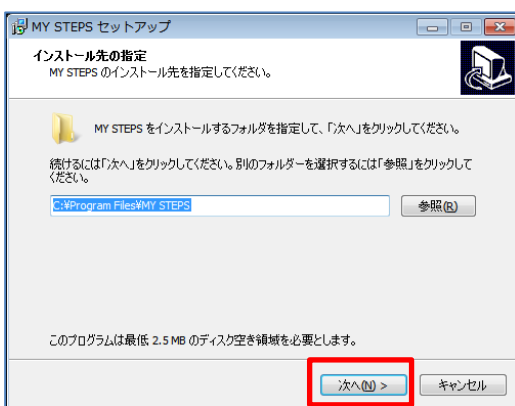 MY STEPS セットアップ
インストール先の指定
MY STEPS のインストール先を指定してください。
MY STEPS をインストールするフォルダを指定して、「次へ」をクリックしてください。
続けるには「次へ」をクリックしてください。別のフォルダーを選択するには「参照」をクリックして
ください。
C:¥Program Files¥MY STEPS
参照(R)
このプログラムは最低 2.5 MB のディスク空き領域を必要とします。
次へ(N) >
キャンセル